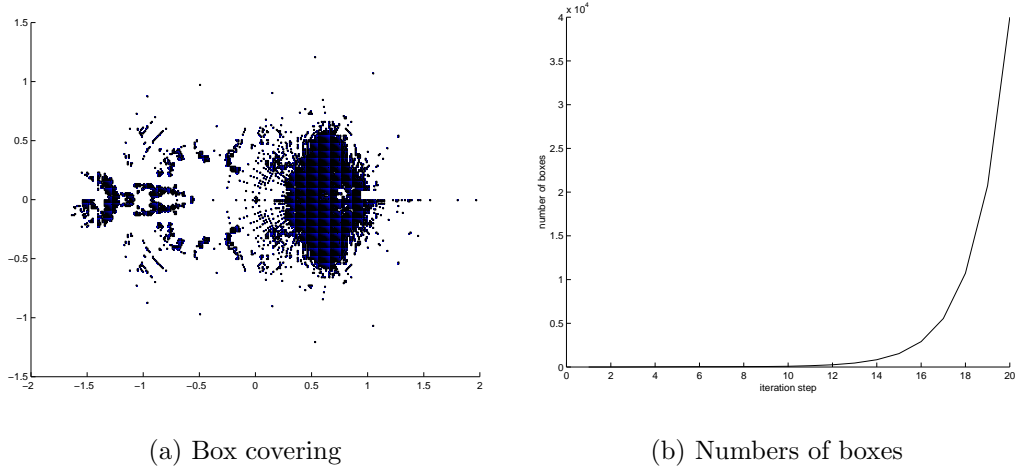 1.5
1
0.5
0
−0.5
−1
−1.5
−2 −1.5 −1 −0.5 0 0.5 1 1.5 2
(a) Box covering
x 10^4
4
3.5
3
2.5
2
1.5
1
0.5
0
number of boxes
0 2 4 6 8 10 12 14 16 18 20
iteration step
(b) Numbers of boxes